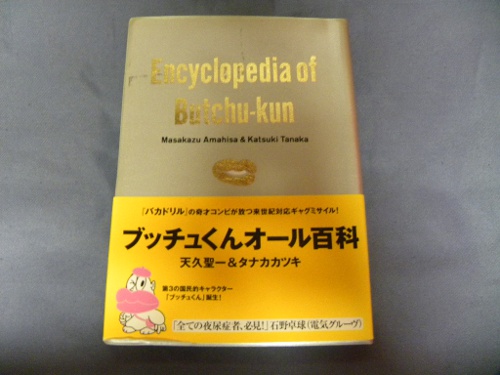 Encyclopedia of
Butchu-kun
Masakazu Amahisa & Katsuki Tanaka
『バカドリル』の奇才コンビが放つ来世紀対応ギャグミサイル!
ブッチュくんオール百科
天久聖一&タナカカツキ
第3の国民的キャラクター
「ブッチュくん」誕生!
「全ての夜尿症者、必見!」石野卓球(電気グルーヴ)